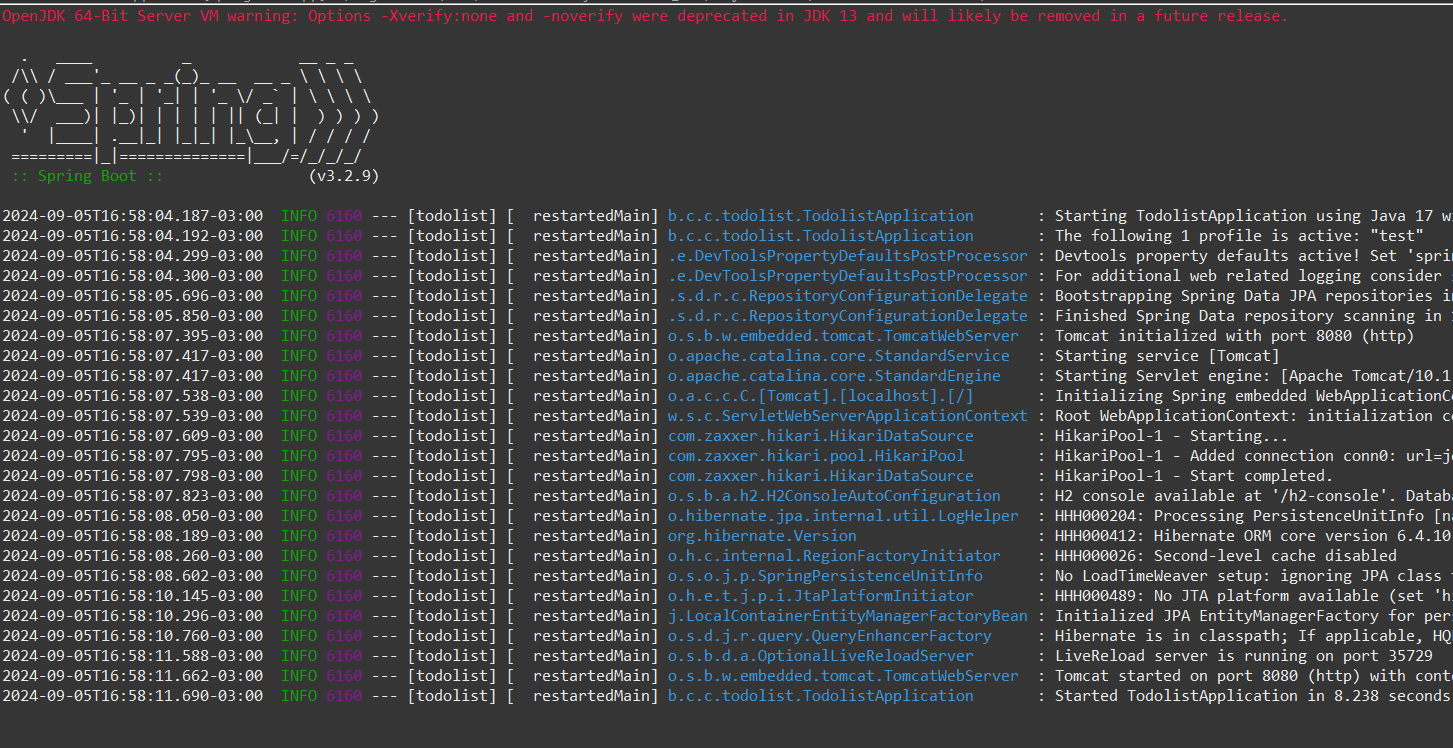 OpenJDK 64-Bit Server VM warning: Options -Xverify:none and -noverify were deprecated in JDK 13 and will likely be removed in a future release.
  .   ____          _            __ _ _
 /\\ / ___'_ __ _ _(_)_ __  __ _ \ \ \ \
( ( )\___ | '_ | '_| | '_ \/ _` | \ \ \ \
 \\/  ___)| |_)| | | | | || (_| |  ) ) ) )
  '  |____| .__|_| |_|_| |_\__, | / / / /
 =========|_|==============|___/=/_/_/_/
 :: Spring Boot ::                (v3.2.9)
2024-09-05T16:58:04.187-03:00  INFO 6160 --- [todolist] [  restartedMain] b.c.c.todolist.TodolistApplication       : Starting TodolistApplication using Java 17
2024-09-05T16:58:04.192-03:00  INFO 6160 --- [todolist] [  restartedMain] b.c.c.todolist.TodolistApplication       : The following 1 profile is active: "test"
2024-09-05T16:58:04.299-03:00  INFO 6160 --- [todolist] [  restartedMain] .e.DevToolsPropertyDefaultsPostProcessor : Devtools property defaults active! Set
2024-09-05T16:58:04.300-03:00  INFO 6160 --- [todolist] [  restartedMain] .e.DevToolsPropertyDefaultsPostProcessor : For additional web related logging consider
2024-09-05T16:58:05.696-03:00  INFO 6160 --- [todolist] [  restartedMain] .s.d.r.c.RepositoryConfigurationDelegate : Bootstrapping Spring Data JPA repositories
2024-09-05T16:58:05.850-03:00  INFO 6160 --- [todolist] [  restartedMain] .s.d.r.c.RepositoryConfigurationDelegate : Finished Spring Data repository scanning in
2024-09-05T16:58:07.395-03:00  INFO 6160 --- [todolist] [  restartedMain] o.s.b.w.embedded.tomcat.TomcatWebServer  : Tomcat initialized with port 8080 (http)
2024-09-05T16:58:07.417-03:00  INFO 6160 --- [todolist] [  restartedMain] o.apache.catalina.core.StandardService   : Starting service [Tomcat]
2024-09-05T16:58:07.417-03:00  INFO 6160 --- [todolist] [  restartedMain] o.apache.catalina.core.StandardEngine    : Starting Servlet engine: [Apache Tomcat/10.1
2024-09-05T16:58:07.538-03:00  INFO 6160 --- [todolist] [  restartedMain] o.a.c.c.C.[Tomcat].[localhost].[/]       : Initializing Spring embedded WebApplicationC
2024-09-05T16:58:07.539-03:00  INFO 6160 --- [todolist] [  restartedMain] w.s.c.ServletWebServerApplicationContext : Root WebApplicationContext: initialization
2024-09-05T16:58:07.609-03:00  INFO 6160 --- [todolist] [  restartedMain] com.zaxxer.hikari.HikariDataSource       : HikariPool-1 - Starting...
2024-09-05T16:58:07.795-03:00  INFO 6160 --- [todolist] [  restartedMain] com.zaxxer.hikari.pool.HikariPool        : HikariPool-1 - Added connection conn0:
2024-09-05T16:58:07.798-03:00  INFO 6160 --- [todolist] [  restartedMain] com.zaxxer.hikari.HikariDataSource       : HikariPool-1 - Start completed.
2024-09-05T16:58:07.823-03:00  INFO 6160 --- [todolist] [  restartedMain] o.s.b.a.h2.H2ConsoleAutoConfiguration    : H2 console available at '/h2-console'. Databa
2024-09-05T16:58:08.050-03:00  INFO 6160 --- [todolist] [  restartedMain] o.hibernate.jpa.internal.util.LogHelper  : HHH000204: Processing PersistenceUnitInfo
2024-09-05T16:58:08.189-03:00  INFO 6160 --- [todolist] [  restartedMain] org.hibernate.Version                    : HHH000412: Hibernate ORM core version 6.4.10
2024-09-05T16:58:08.260-03:00  INFO 6160 --- [todolist] [  restartedMain] o.h.c.internal.RegionFactoryInitiator    : HHH000026: Second-level cache disabled
2024-09-05T16:58:08.602-03:00  INFO 6160 --- [todolist] [  restartedMain] o.s.o.j.p.SpringPersistenceUnitInfo      : No LoadTimeWeaver setup: ignoring JPA class
2024-09-05T16:58:10.145-03:00  INFO 6160 --- [todolist] [  restartedMain] o.h.e.t.j.p.i.JtaPlatformInitiator       : HHH000489: No JTA platform available (set
2024-09-05T16:58:10.296-03:00  INFO 6160 --- [todolist] [  restartedMain] j.LocalContainerEntityManagerFactoryBean : Initialized JPA EntityManagerFactory for
2024-09-05T16:58:10.760-03:00  INFO 6160 --- [todolist] [  restartedMain] o.s.d.j.r.query.QueryEnhancerFactory     : Hibernate is in classpath; If applicable, HQ
2024-09-05T16:58:11.588-03:00  INFO 6160 --- [todolist] [  restartedMain] o.s.b.d.a.OptionalLiveReloadServer       : LiveReload server is running on port 35729
2024-09-05T16:58:11.662-03:00  INFO 6160 --- [todolist] [  restartedMain] o.s.b.w.embedded.tomcat.TomcatWebServer  : Tomcat started on port 8080 (http) with
2024-09-05T16:58:11.690-03:00  INFO 6160 --- [todolist] [  restartedMain] b.c.c.todolist.TodolistApplication       : Started TodolistApplication in 8.238 seconds